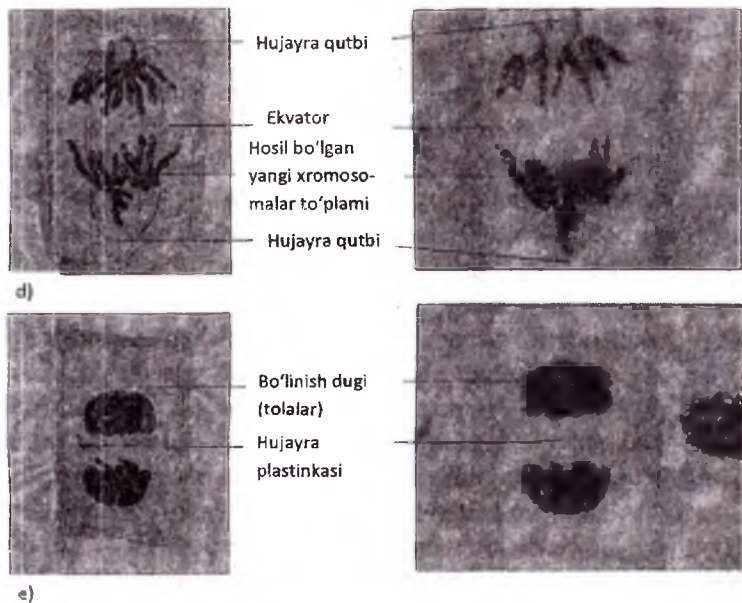 Hujayra qutbi
Ekvator
Hosil bo‘lgan
yangi xromoso-
malar to‘plami
Hujayra qutbi
d)
Bo‘linish dugi
(tolalar)
Hujayra
plastinkasi
e)